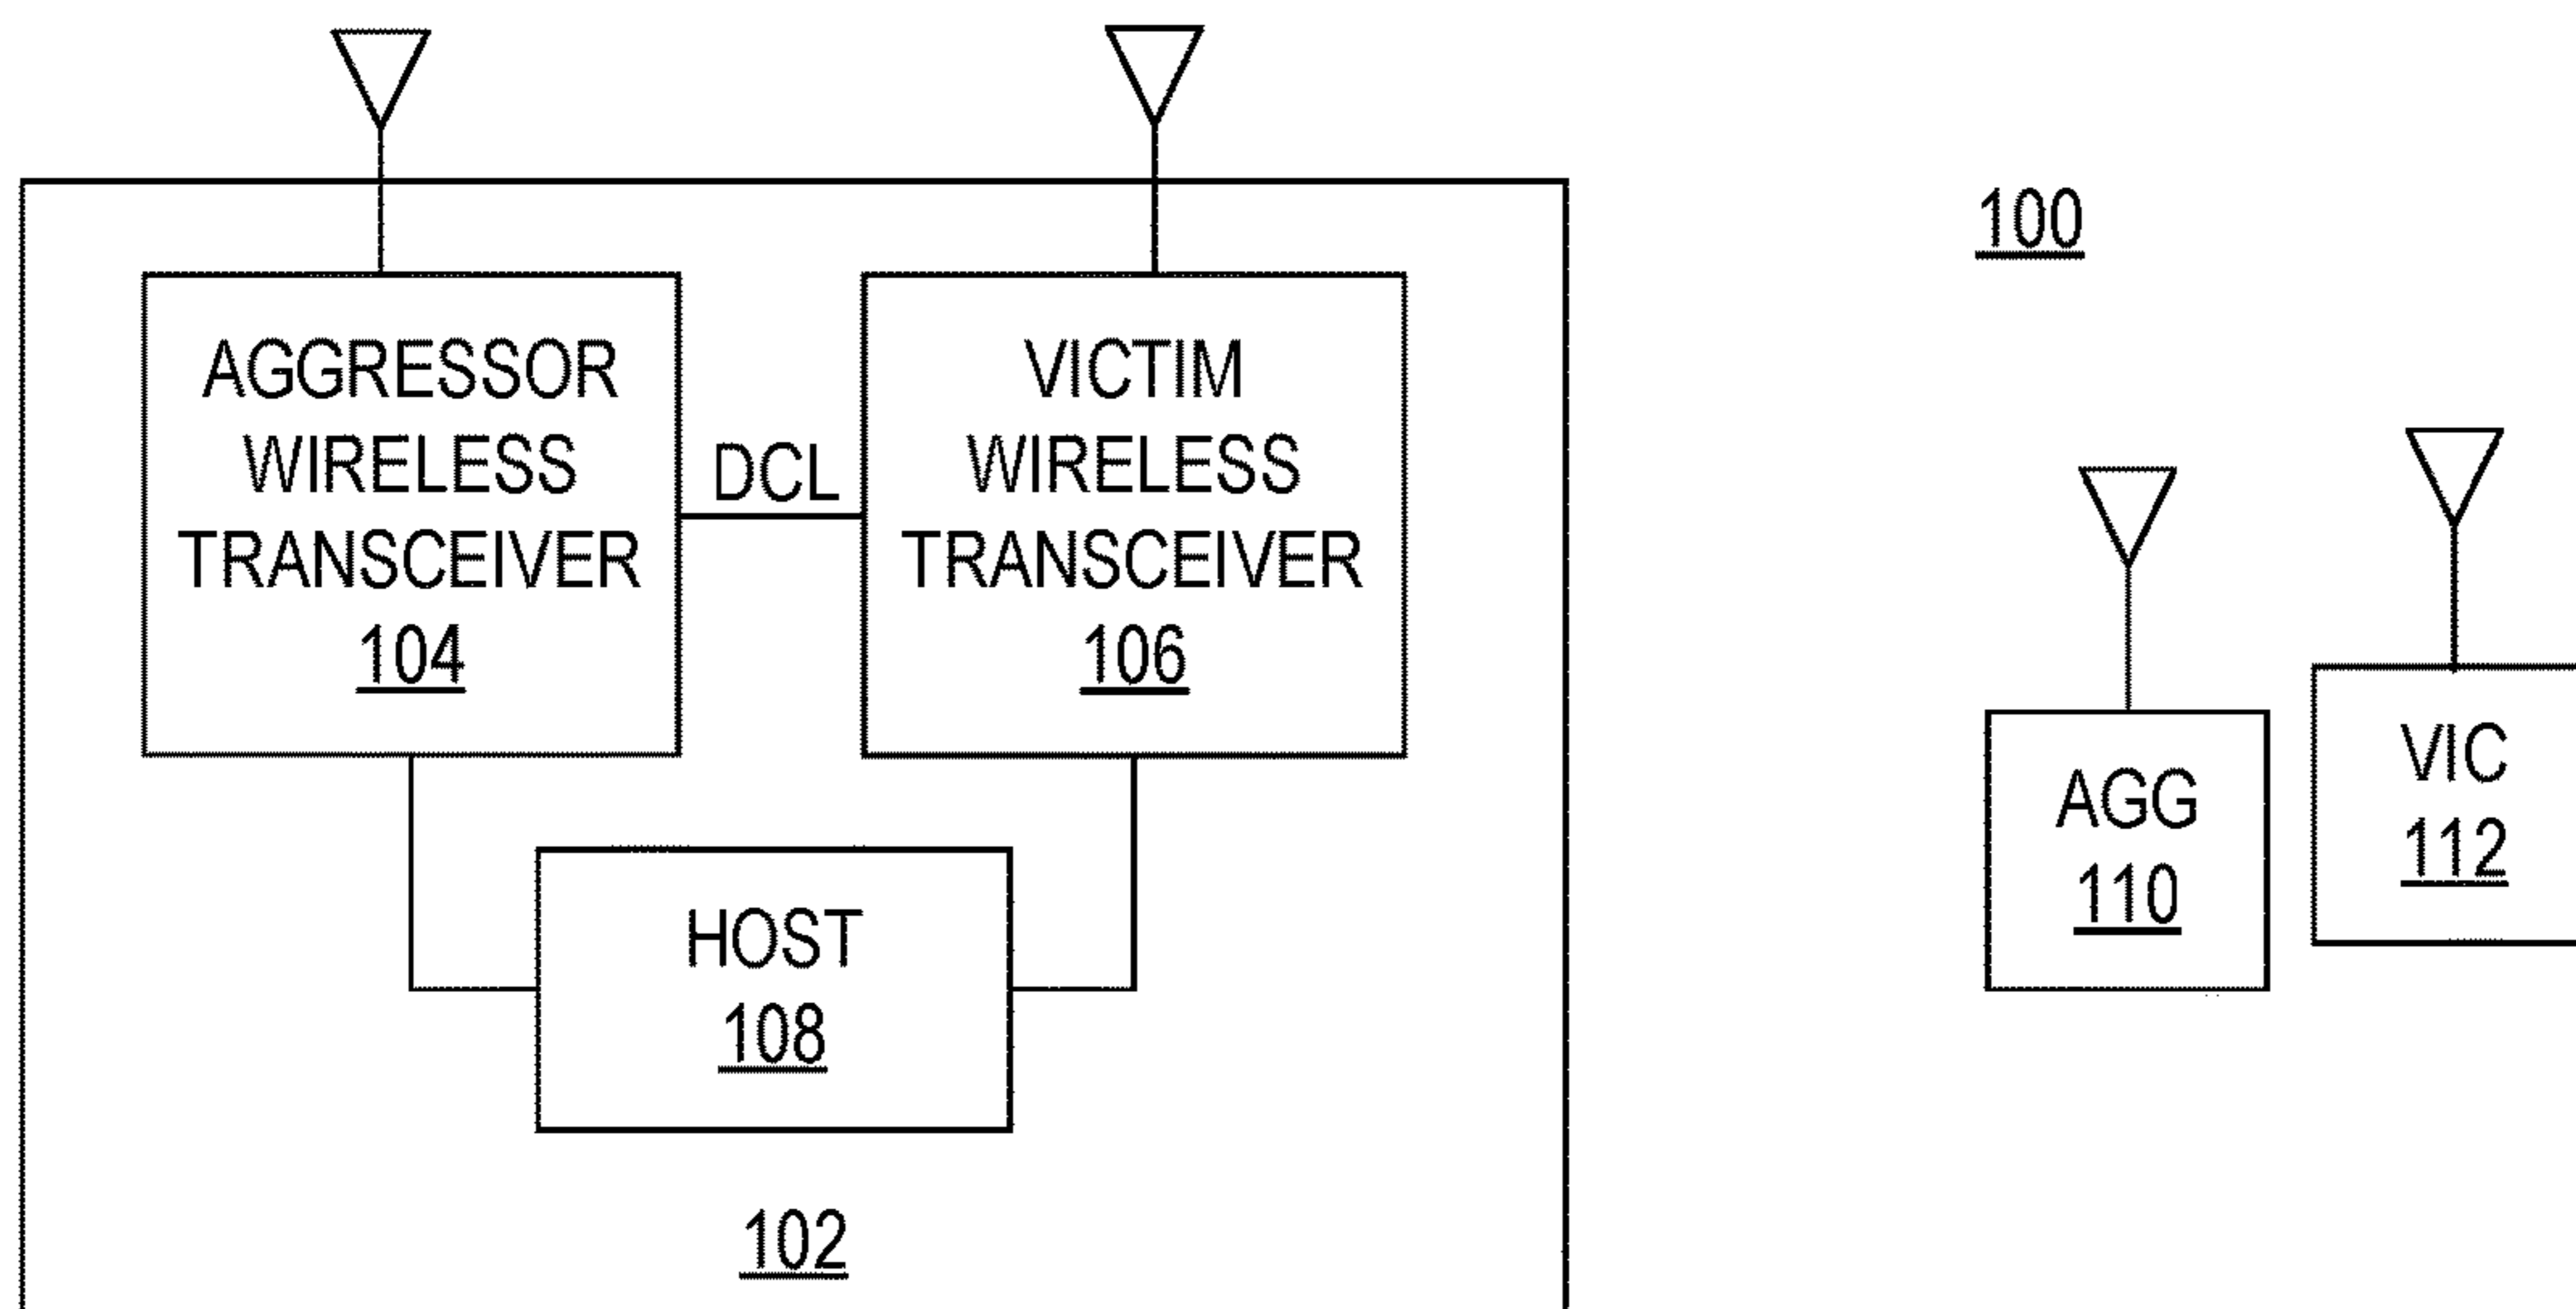 100
AGGRESSOR
WIRELESS
TRANSCEIVER
104
DCL
VICTIM
WIRELESS
TRANSCEIVER
106
HOST
108
102
AGG
110
VIC
112